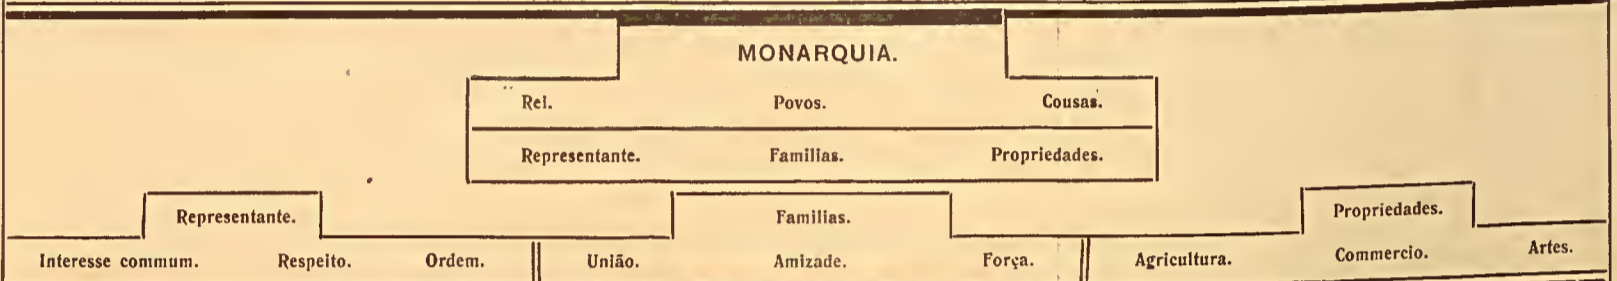 MONARQUIA.
Rei. Povos. Cousas.
Representante. Familias. Propriedades.
Representante. Familias. Propriedades.
Interesse commum. Respeito. Ordem. União. Amizade. Força. Agricultura. Commercio. Artes.